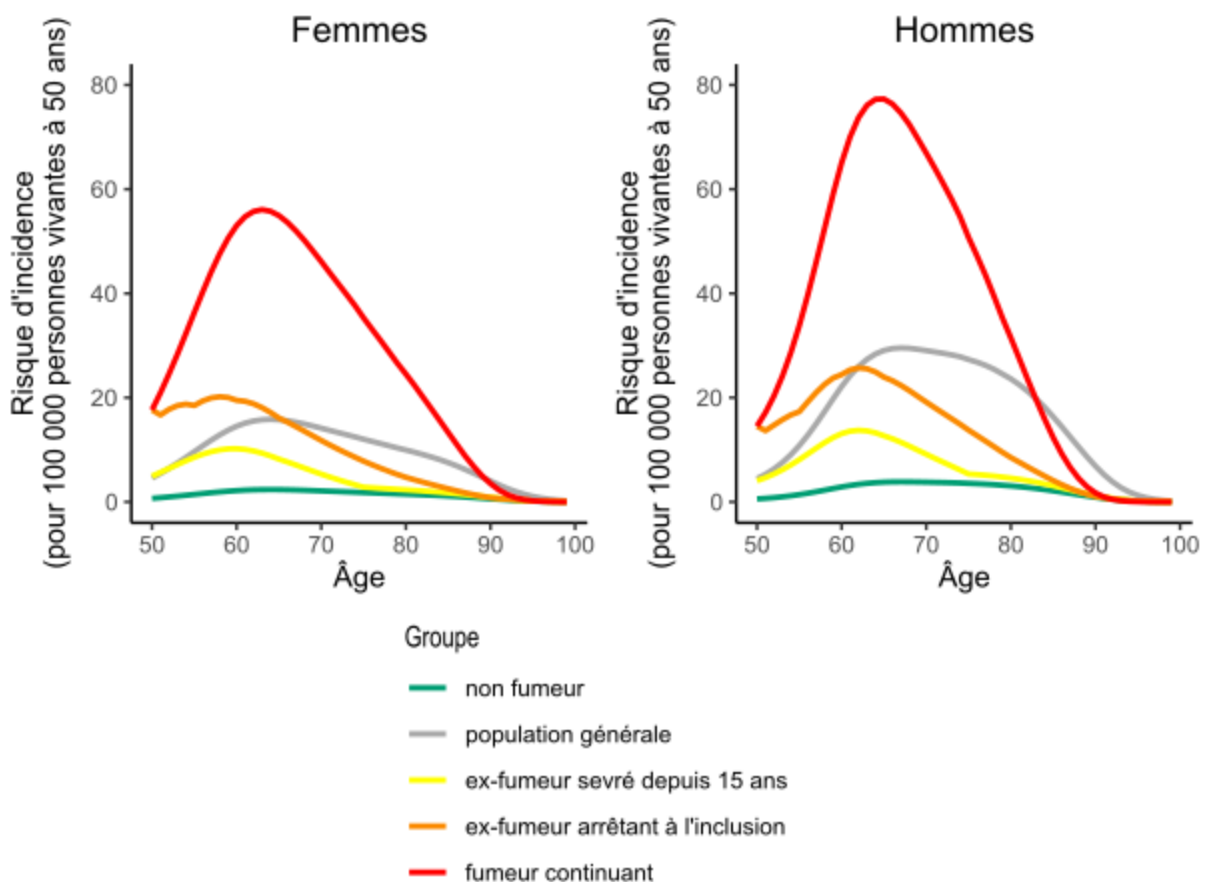 Femmes
Risque d'incidence
(pour 100 000 personnes vivantes à 50 ans)
80
60
40
20
0
50 60 70 80 90 100
Âge
Hommes
Risque d'incidence
(pour 100 000 personnes vivantes à 50 ans)
80
60
40
20
0
50 60 70 80 90 100
Âge
Groupe
non fumeur
population générale
ex-fumeur sevré depuis 15 ans
ex-fumeur arrêtant à l'inclusion
fumeur continuant